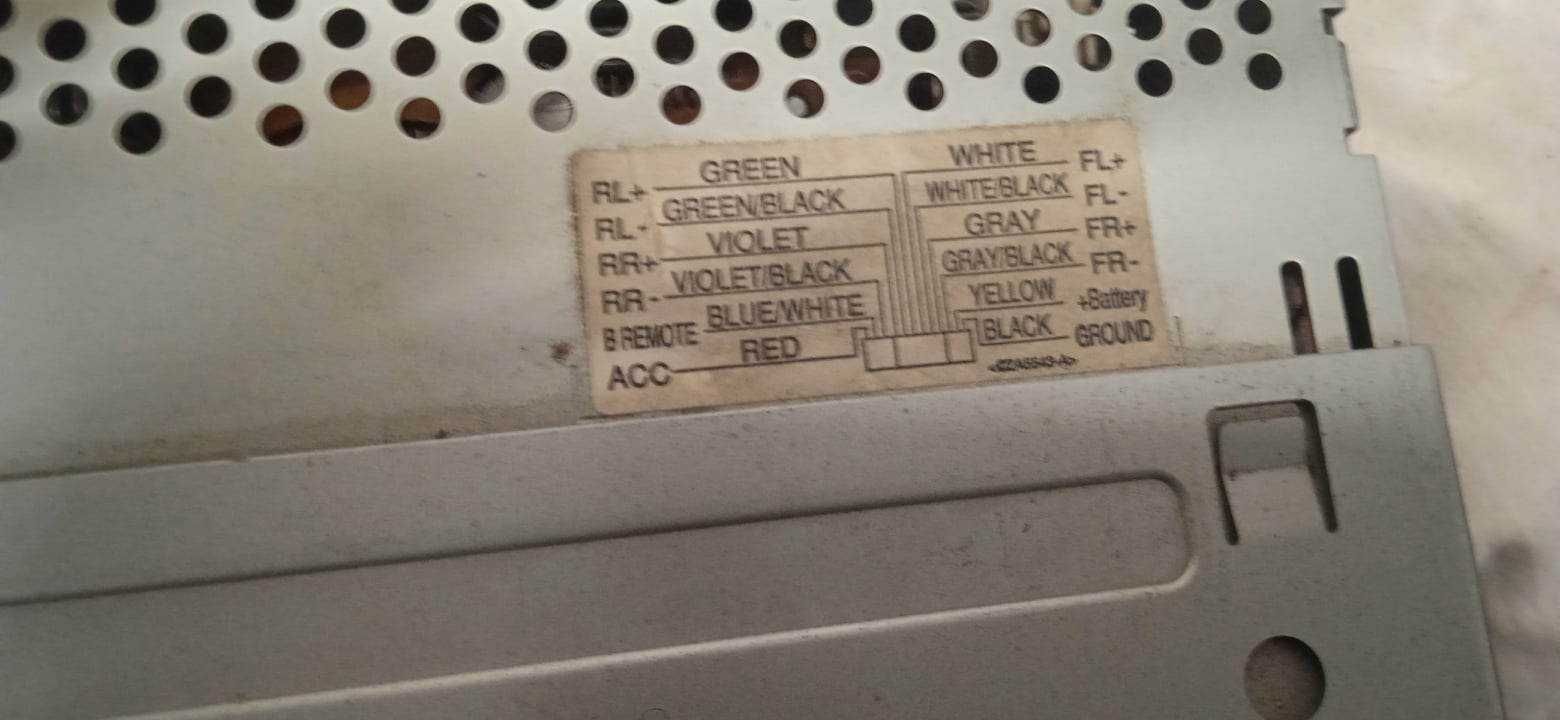 RL+ GREEN WHITE FL+
RL- GREEN/BLACK WHITE/BLACK FL-
RR+ VIOLET GRAY FR+
RR- VIOLET/BLACK GRAY/BLACK FR-
B REMOTE BLUE/WHITE YELLOW +Battery
ACC RED BLACK GROUND